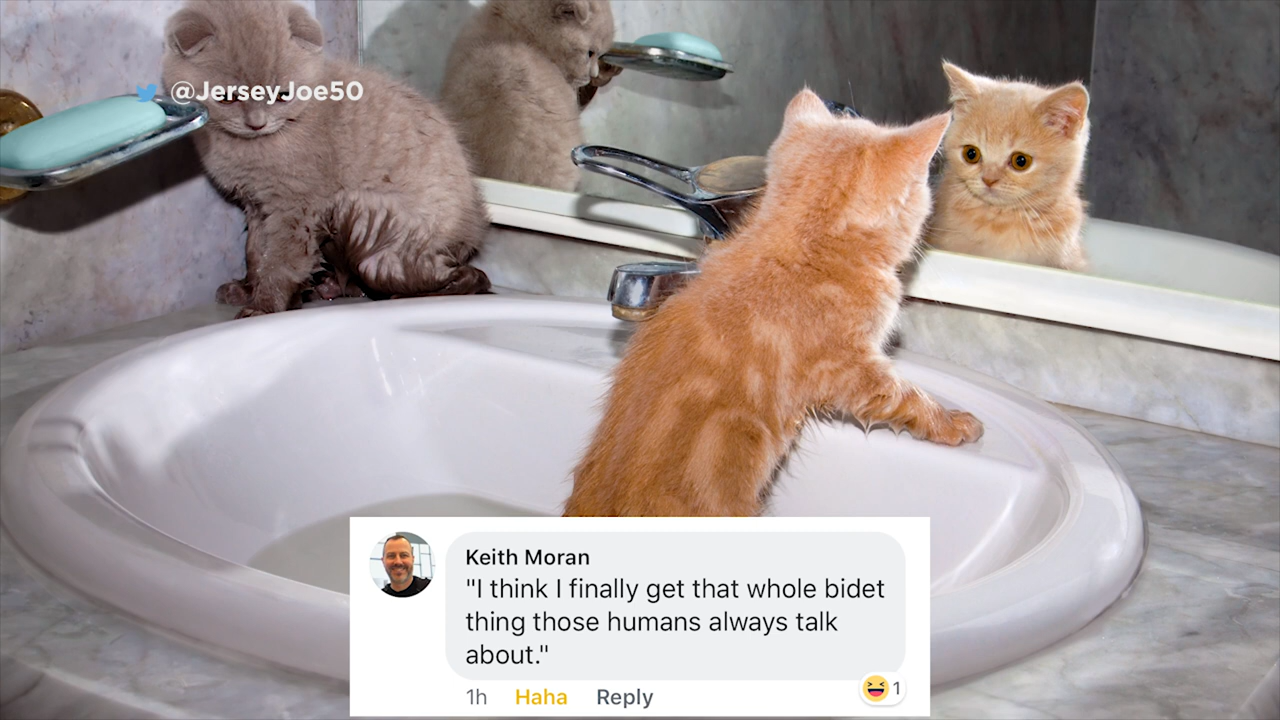 @JerseyJoe50
Keith Moran
"I think I finally get that whole bidet
thing those humans always talk
about."
1h Haha Reply 1